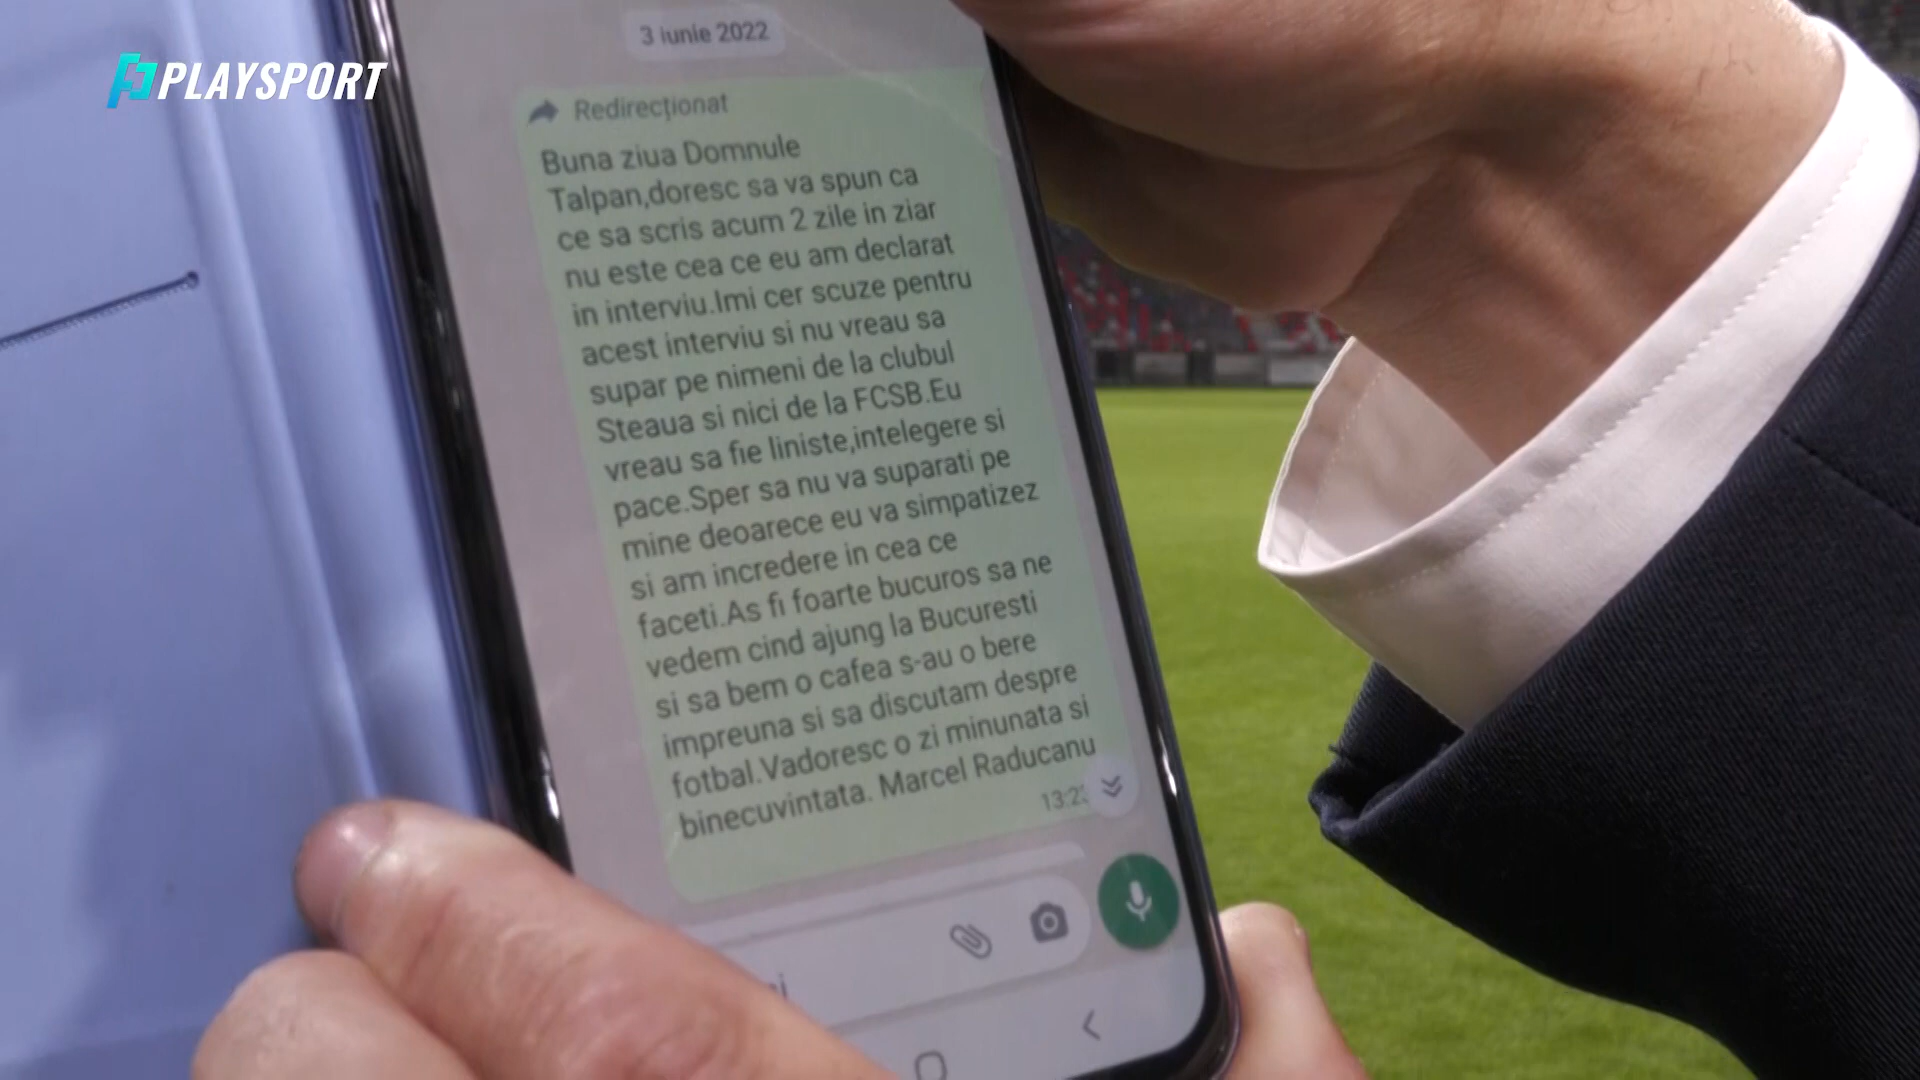 PLAYSPORT
3 iunie 2022
Redirecționat
Buna ziua Domnule
Talpan,doresc sa va spun ca
ce sa scris acum 2 zile in ziar
nu este cea ce eu am declarat
in interviu.Imi cer scuze pentru
acest interviu si nu vreau sa
supar pe nimeni de la clubul
Steaua si nici de la FCSB.Eu
vreau sa fie liniste,intelegere si
pace.Sper sa nu va suparati pe
mine deoarece eu va simpatizez
si am incredere in cea ce
faceti.As fi foarte bucuros sa ne
vedem cind ajung la Bucuresti
si sa bem o cafea s-au o bere
impreuna si sa discutam despre
fotbal.Vadoresc o zi minunata si
binecuvintata. Marcel Raducanu